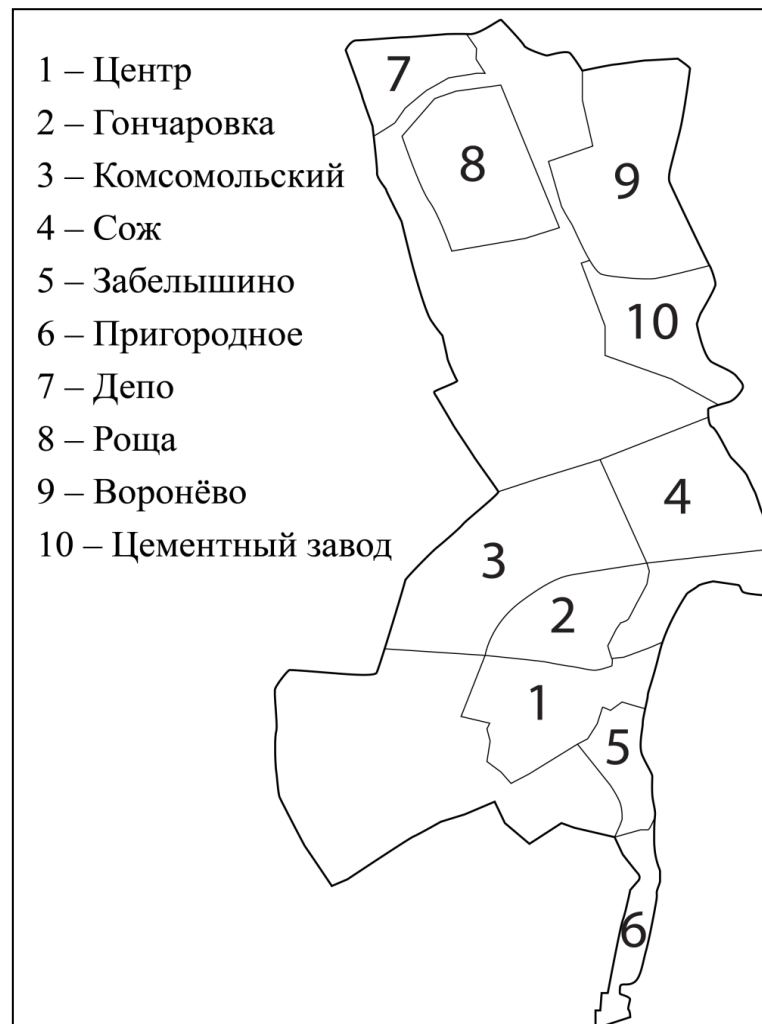 1 – Центр
2 – Гончаровка
3 – Комсомольский
4 – Сож
5 – Забелышино
6 – Пригородное
7 – Депо
8 – Роща
9 – Воронёво
10 – Цементный завод
7
8
9
10
4
3
2
1
5
6